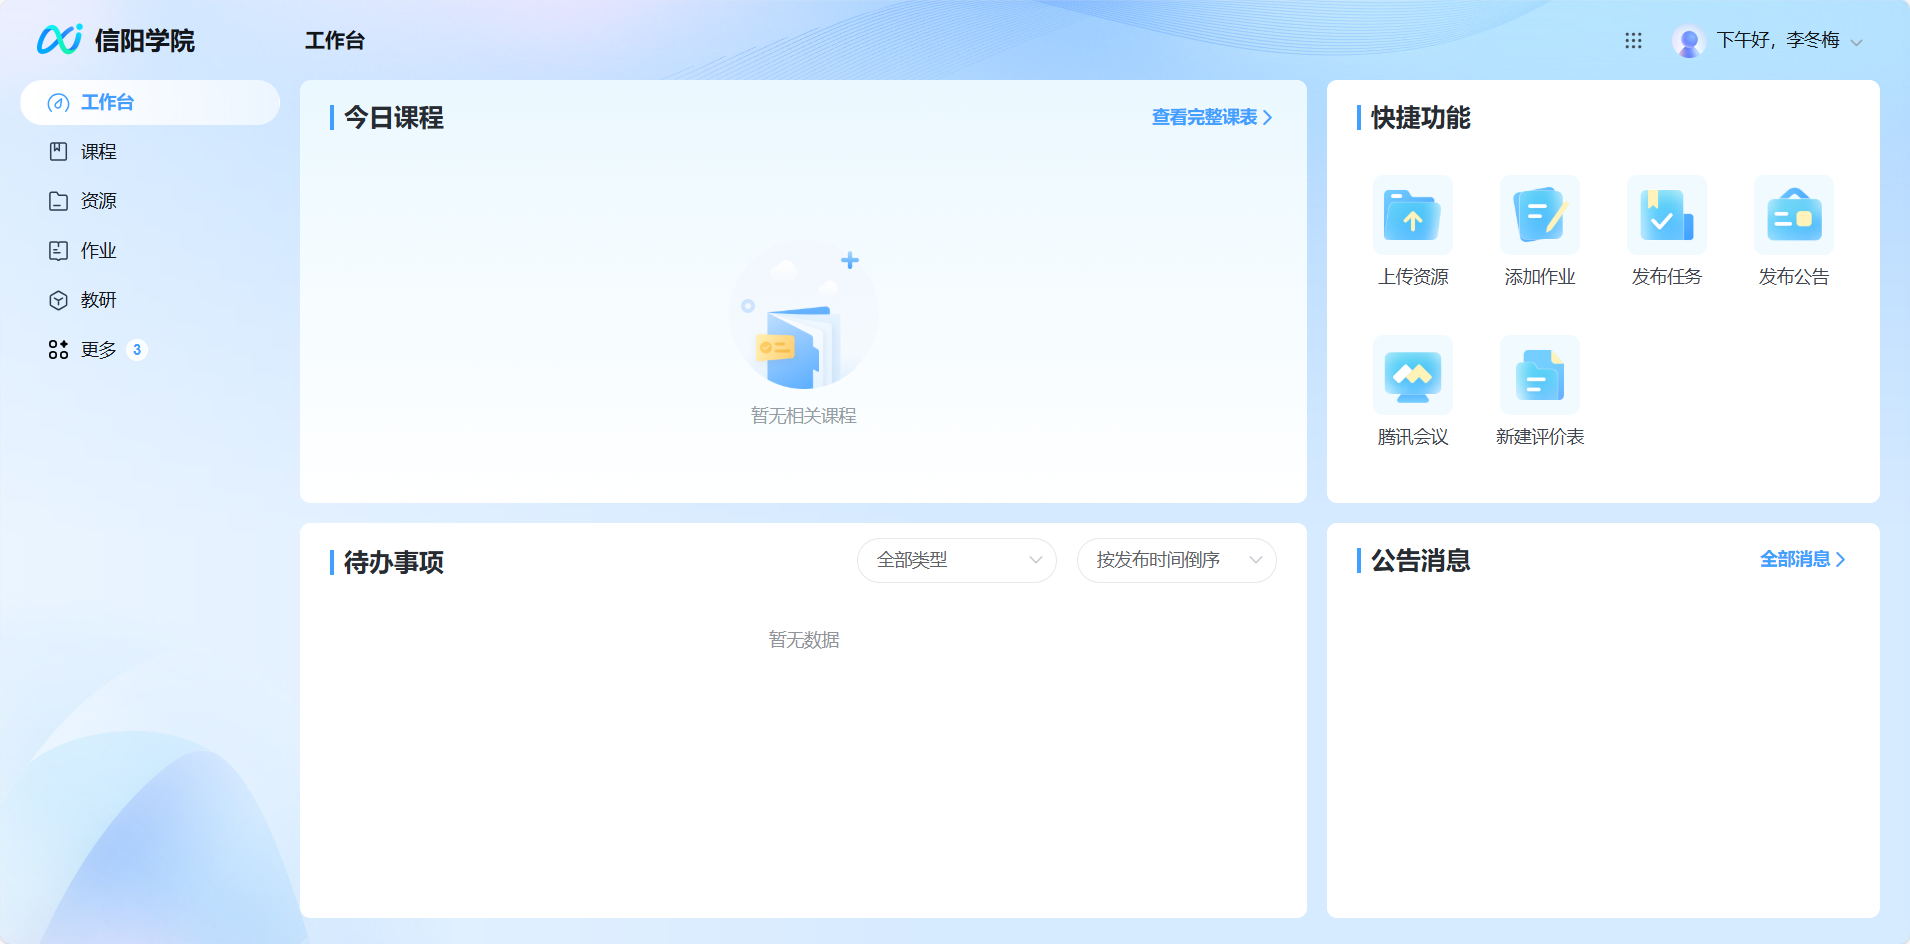 信阳学院
工作台
下午好，李冬梅
工作台
课程
资源
作业
教研
更多 3
今日课程
查看完整课表
暂无相关课程
快捷功能
上传资源
添加作业
发布任务
发布公告
腾讯会议
新建评价表
待办事项
全部类型
按发布时间倒序
暂无数据
公告消息
全部消息